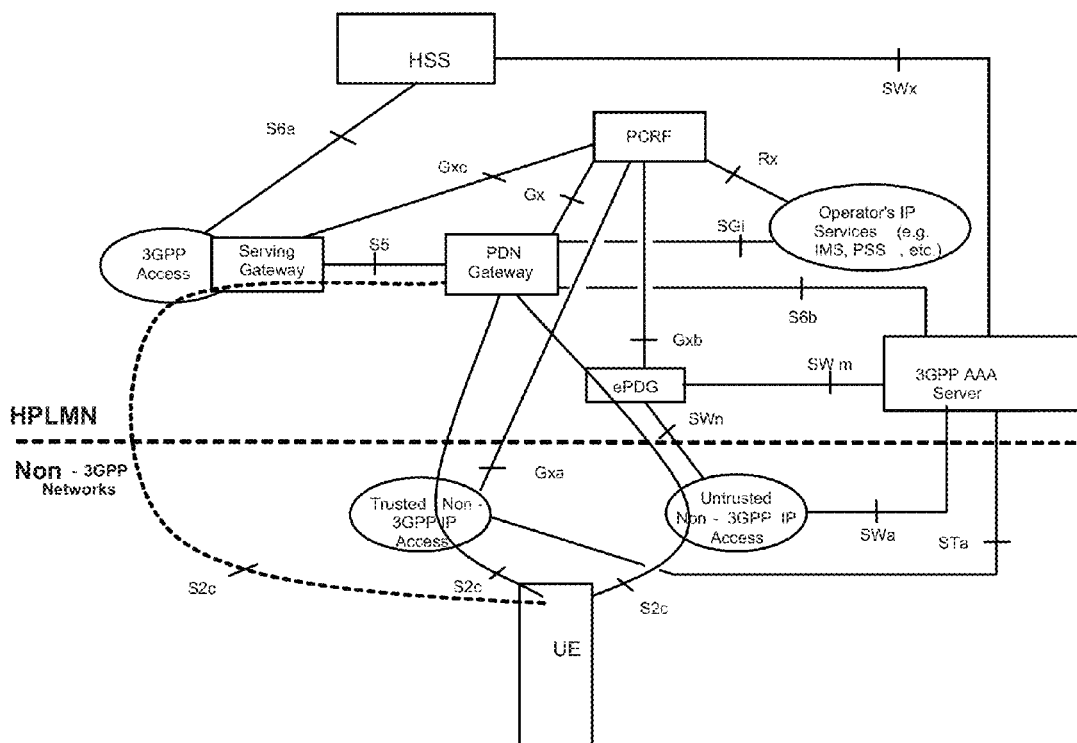 HSS
SWx
S6a
PCRF
Rx
Gxc
Gx
Operator's IP
Services (e.g.
IMS, PSS , etc.)
SGi
3GPP
Access
Serving
Gateway
S5
PDN
Gateway
S6b
Gxb
SW m
3GPP AAA
Server
ePDG
SWn
HPLMN
Non - 3GPP
Networks
Gxa
Trusted Non -
3GPP IP
Access
Untrusted
Non - 3GPP IP
Access
SWa
STa
S2c
S2c
S2c
UE